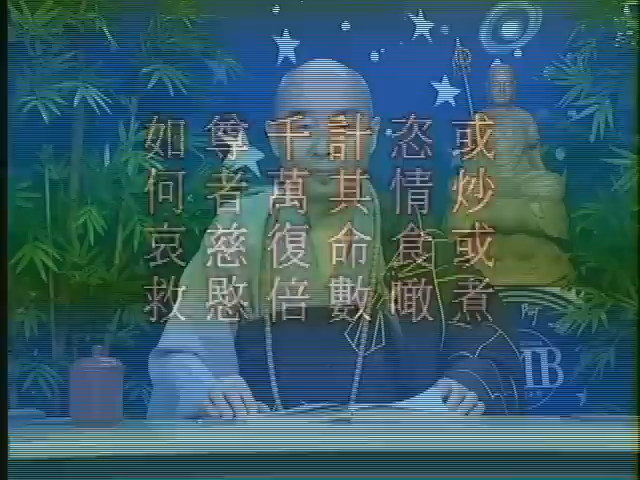 或炒或煮
恣情食噉
計其命數
千萬復倍
尊者慈愍
如何哀救